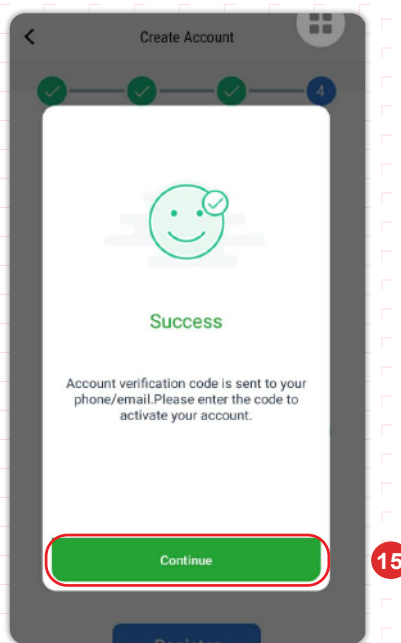 Create Account
4
Success
Account verification code is sent to your
phone/email.Please enter the code to
activate your account.
Continue
15
Register